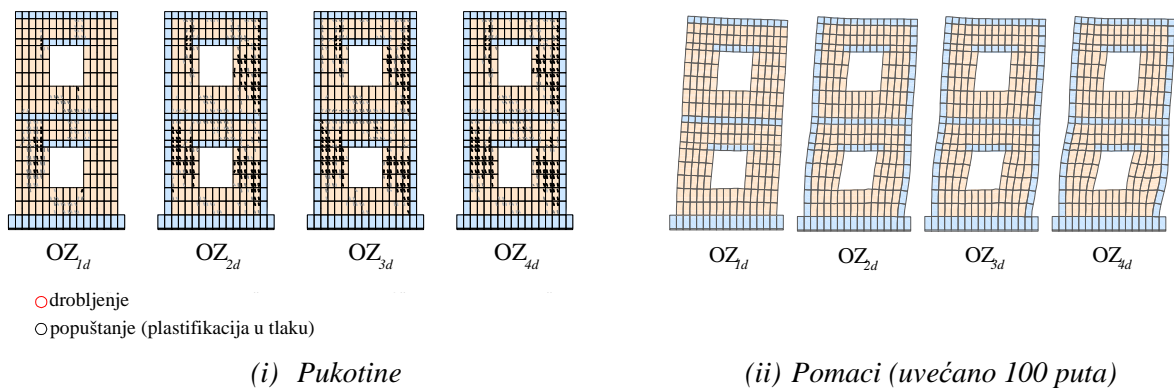 OZ1d OZ2d OZ3d OZ4d
drobljenje
popuštanje (plastifikacija u tlaku)
(i) Pukotine
OZ1d OZ2d OZ3d OZ4d
(ii) Pomaci (uvećano 100 puta)